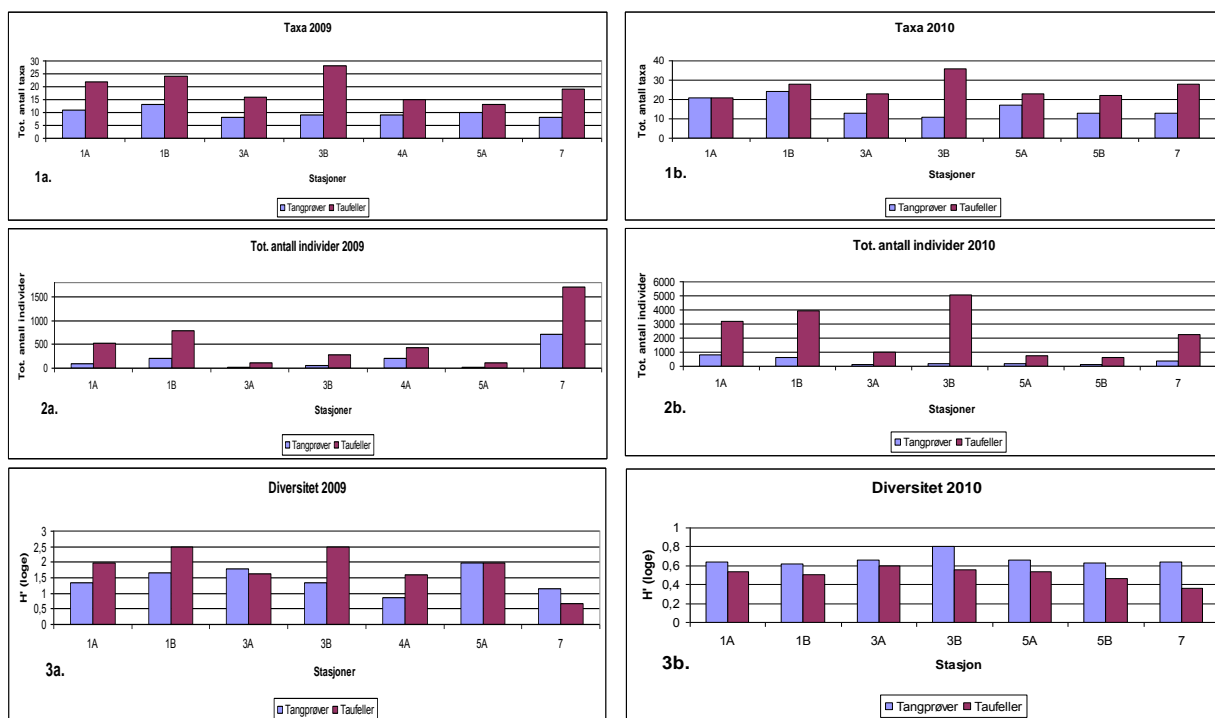 Taxa 2009
Tot. antall taxa
30
25
20
15
10
5
0
1A 1B 3A 3B 4A 5A 7
1a.
Stasjoner
Tangprøver Taufeller
Taxa 2010
Tot. antall taxa
40
30
20
10
0
1A 1B 3A 3B 5A 5B 7
1b.
Stasjoner
Tangprøver Taufeller
Tot. antall individer 2009
Tot. antall individer
1500
1000
500
0
1A 1B 3A 3B 4A 5A 7
2a.
Stasjoner
Tangprøver Taufeller
Tot. antall individer 2010
Tot. antall individer
6000
5000
4000
3000
2000
1000
0
1A 1B 3A 3B 5A 5B 7
2b.
Stasjoner
Tangprøver Taufeller
Diversitet 2009
H' (loge)
3
2,5
2
1,5
1
0,5
0
1A 1B 3A 3B 4A 5A 7
3a.
Stasjoner
Tangprøver Taufeller
Diversitet 2010
H' (loge)
1
0,8
0,6
0,4
0,2
0
1A 1B 3A 3B 5A 5B 7
3b.
Stasjon
Tangprøver Taufeller